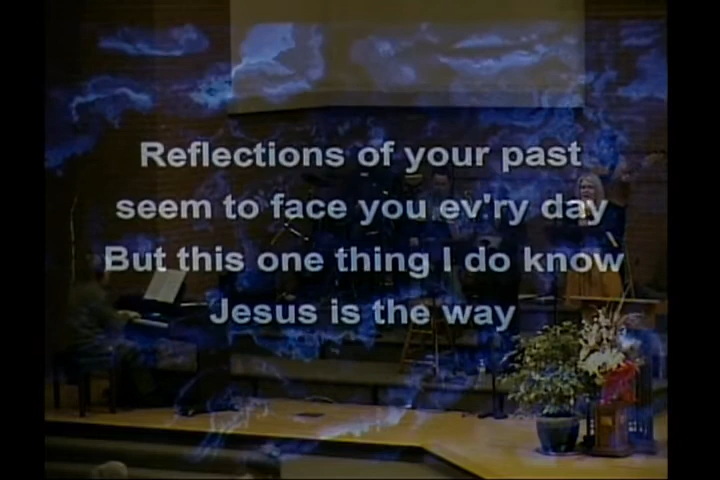 Reflections of your past
seem to face you ev'ry day
But this one thing I do know
Jesus is the way